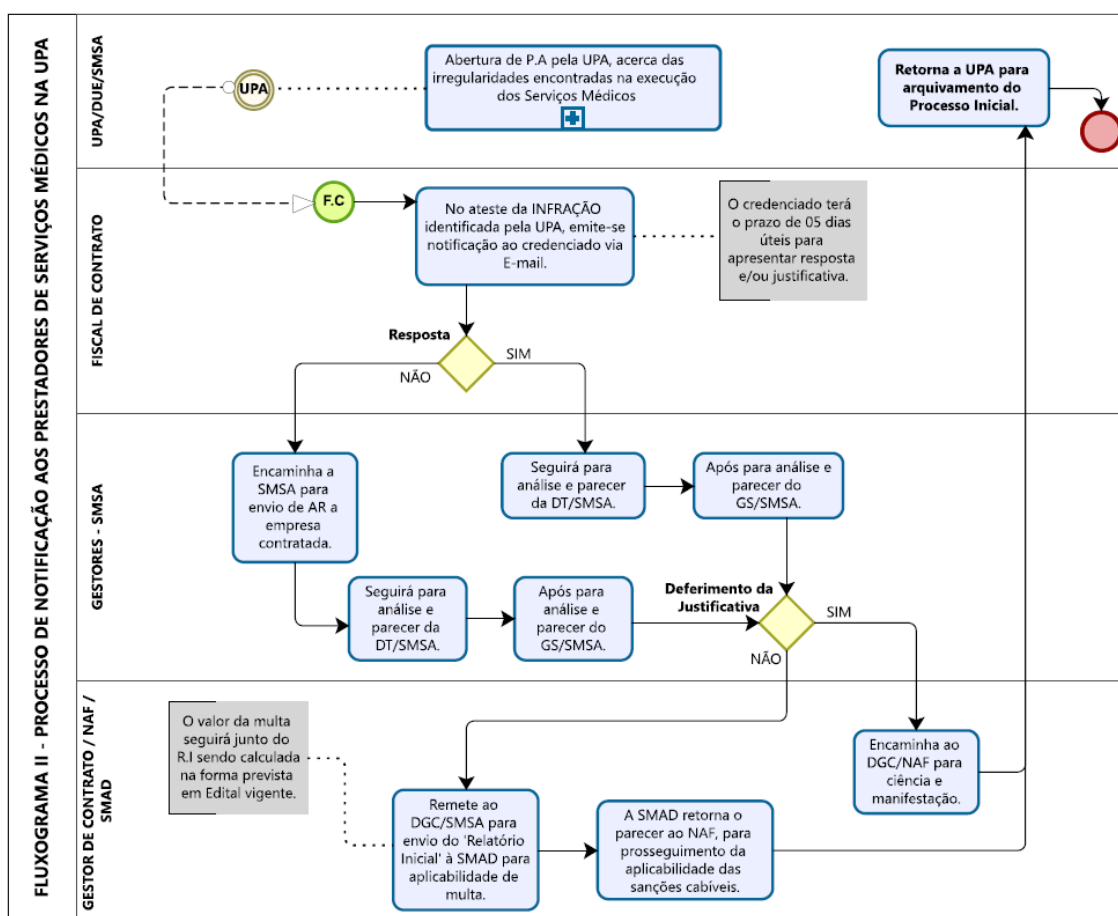 FLUXOGRAMA II - PROCESSO DE NOTIFICAÇÃO AOS PRESTADORES DE SERVIÇOS MÉDICOS NA UPA
UPA/DUE/SMSA
UPA
Abertura de P.A pela UPA, acerca das
irregularidades encontradas na execução
dos Serviços Médicos
Retorna a UPA para
arquivamento do
Processo Inicial.
FISCAL DE CONTRATO
F.C
No ateste da INFRAÇÃO
identificada pela UPA, emite-se
notificação ao credenciado via
E-mail.
O credenciado terá
o prazo de 05 dias
úteis para
apresentar resposta
e/ou justificativa.
Resposta
SIM
NÃO
GESTORES - SMSA
Encaminha a
SMSA para
envio de AR a
empresa
contratada.
Seguirá para
análise e parecer
da DT/SMSA.
Após para análise e
parecer do
GS/SMSA.
Seguirá para
análise e
parecer da
DT/SMSA.
Após para
análise e
parecer do
GS/SMSA.
Deferimento da
Justificativa
SIM
NÃO
GESTOR DE CONTRATO / NAF /
SMAD
O valor da multa
seguirá junto do
R.I sendo calculada
na forma prevista
em Edital vigente.
Remete ao
DGC/SMSA para
envio do 'Relatório
Inicial' à SMAD para
aplicabilidade de
multa.
A SMAD retorna o
parecer ao NAF, para
prosseguimento da
aplicabilidade das
sanções cabíveis.
Encaminha ao
DGC/NAF para
ciência e
manifestação.